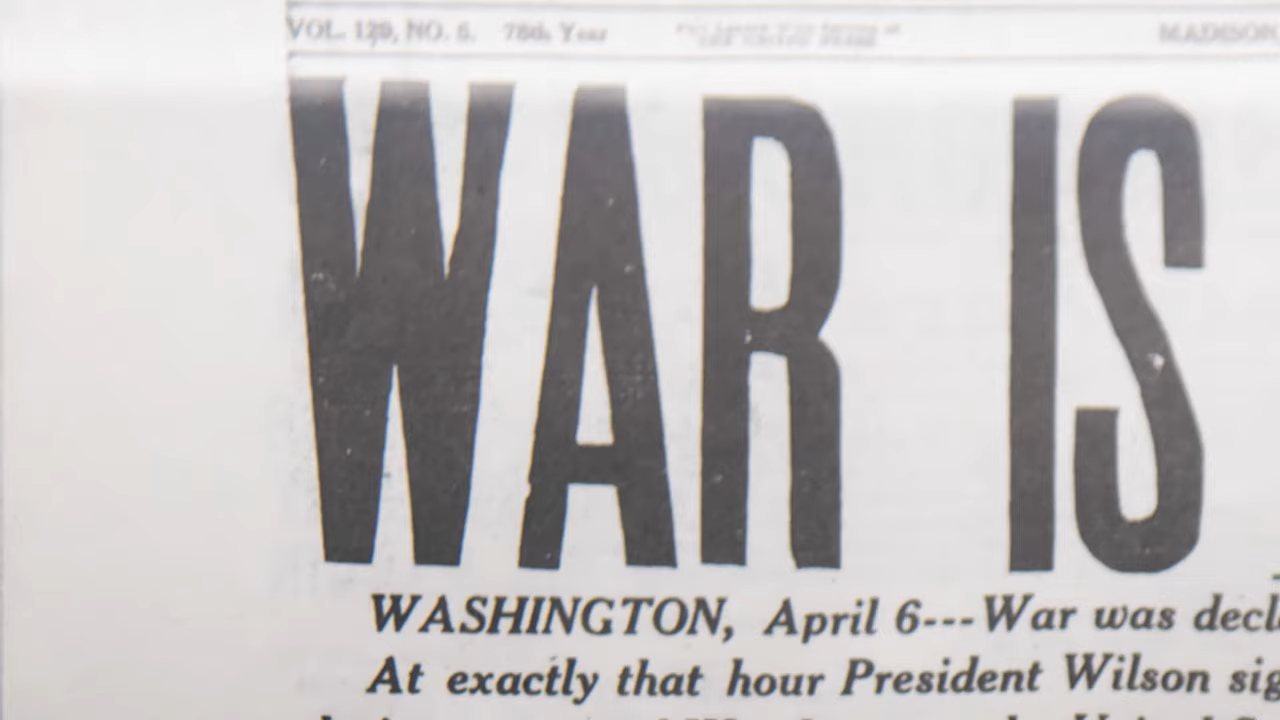 VOL. 129, NO. 5. 78th Year MADISON
WAR IS
WASHINGTON, April 6---War was decl
At exactly that hour President Wilson sig